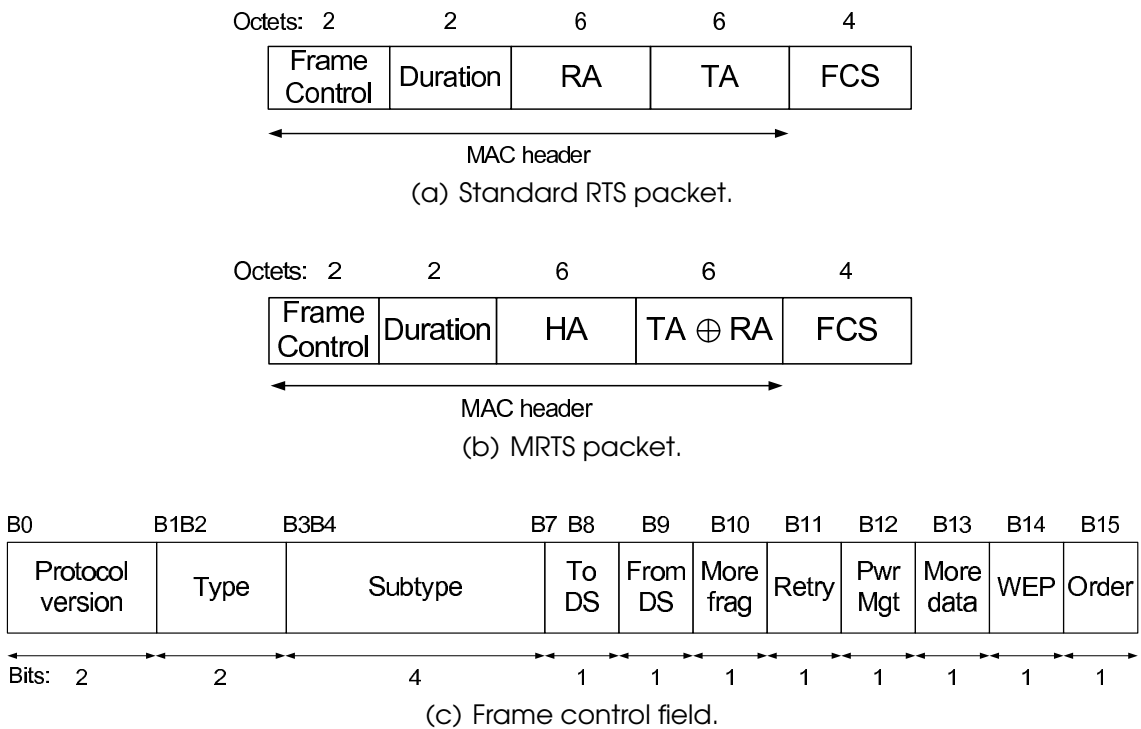 Octets: 2 2 6 6 4
Frame Control Duration RA TA FCS
MAC header
(a) Standard RTS packet.
Octets: 2 2 6 6 4
Frame Control Duration HA TA ⊕ RA FCS
MAC header
(b) MRTS packet.
B0 B1B2 B3B4 B7 B8 B9 B10 B11 B12 B13 B14 B15
Protocol version Type Subtype To DS From DS More frag Retry Pwr Mgt More data WEP Order
Bits: 2 2 4 1 1 1 1 1 1 1 1
(c) Frame control field.